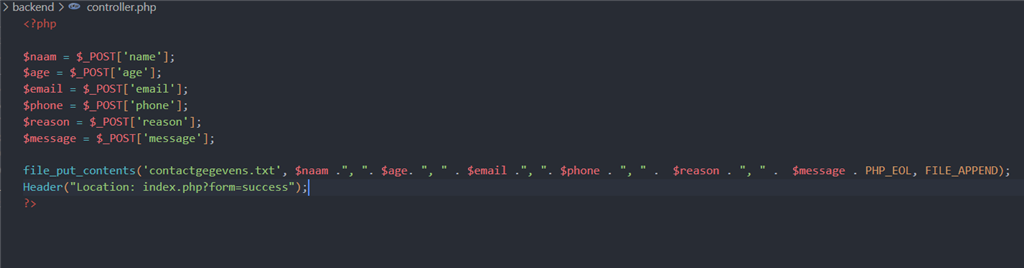 > backend > controller.php
<?php
$naam = $_POST['name'];
$age = $_POST['age'];
$email = $_POST['email'];
$phone = $_POST['phone'];
$reason = $_POST['reason'];
$message = $_POST['message'];
file_put_contents('contactgegevens.txt', $naam .", ". $age. ", " . $email .", ". $phone . ", " .  $reason . ", " .  $message . PHP_EOL, FILE_APPEND);
Header("Location: index.php?form=success");
?>